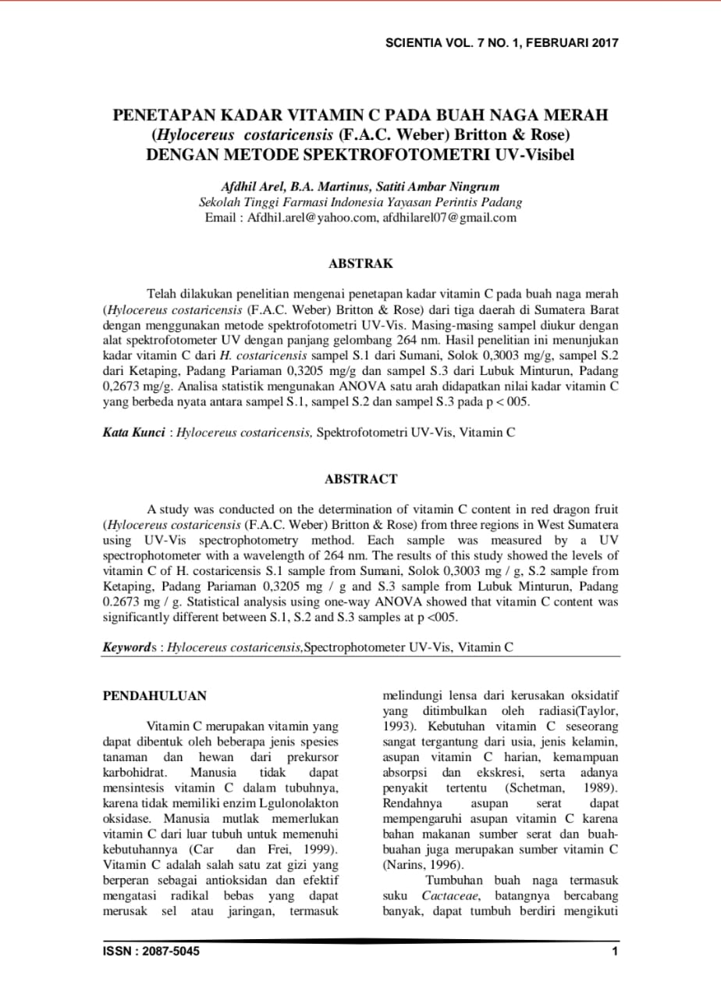 SCIENTIA VOL. 7 NO. 1, FEBRUARI 2017
PENETAPAN KADAR VITAMIN C PADA BUAH NAGA MERAH
(Hylocereus costaricensis (F.A.C. Weber) Britton & Rose)
DENGAN METODE SPEKTROFOTOMETRI UV-Visibel
Afdhil Arel, B.A. Martinus, Satiti Ambar Ningrum
Sekolah Tinggi Farmasi Indonesia Yayasan Perintis Padang
Email : Afdhil.arel@yahoo.com, afdhilarel07@gmail.com
ABSTRAK
Telah dilakukan penelitian mengenai penetapan kadar vitamin C pada buah naga merah
(Hylocereus costaricensis (F.A.C. Weber) Britton & Rose) dari tiga daerah di Sumatera Barat
dengan menggunakan metode spektrofotometri UV-Vis. Masing-masing sampel diukur dengan
alat spektrofotometer UV dengan panjang gelombang 264 nm. Hasil penelitian ini menunjukan
kadar vitamin C dari H. costaricensis sampel S.1 dari Sumani, Solok 0,3003 mg/g, sampel S.2
dari Ketaping, Padang Pariaman 0,3205 mg/g dan sampel S.3 dari Lubuk Minturun, Padang
0,2673 mg/g. Analisa statistik mengunakan ANOVA satu arah didapatkan nilai kadar vitamin C
yang berbeda nyata antara sampel S.1, sampel S.2 dan sampel S.3 pada p < 005.
Kata Kunci : Hylocereus costaricensis, Spektrofotometri UV-Vis, Vitamin C
ABSTRACT
A study was conducted on the determination of vitamin C content in red dragon fruit
(Hylocereus costaricensis (F.A.C. Weber) Britton & Rose) from three regions in West Sumatera
using UV-Vis spectrophotometry method. Each sample was measured by a UV
spectrophotometer with a wavelength of 264 nm. The results of this study showed the levels of
vitamin C of H. costaricensis S.1 sample from Sumani, Solok 0,3003 mg / g, S.2 sample from
Ketaping, Padang Pariaman 0,3205 mg / g and S.3 sample from Lubuk Minturun, Padang
0.2673 mg / g. Statistical analysis using one-way ANOVA showed that vitamin C content was
significantly different between S.1, S.2 and S.3 samples at p <005.
Keywords : Hylocereus costaricensis,Spectrophotometer UV-Vis, Vitamin C
PENDAHULUAN
Vitamin C merupakan vitamin yang
dapat dibentuk oleh beberapa jenis spesies
tanaman dan hewan dari prekursor
karbohidrat. Manusia tidak dapat
mensintesis vitamin C dalam tubuhnya,
karena tidak memiliki enzim Lgulonolakton
oksidase. Manusia mutlak memerlukan
vitamin C dari luar tubuh untuk memenuhi
kebutuhannya (Car dan Frei, 1999).
Vitamin C adalah salah satu zat gizi yang
berperan sebagai antioksidan dan efektif
mengatasi radikal bebas yang dapat
merusak sel atau jaringan, termasuk
melindungi lensa dari kerusakan oksidatif
yang ditimbulkan oleh radiasi(Taylor,
1993). Kebutuhan vitamin C seseorang
sangat tergantung dari usia, jenis kelamin,
asupan vitamin C harian, kemampuan
absorpsi dan ekskresi, serta adanya
penyakit tertentu (Schetman, 1989).
Rendahnya asupan serat dapat
mempengaruhi asupan vitamin C karena
bahan makanan sumber serat dan buah-
buahan juga merupakan sumber vitamin C
(Narins, 1996).
Tumbuhan buah naga termasuk
suku Cactaceae, batangnya bercabang
banyak, dapat tumbuh berdiri mengikuti
ISSN : 2087-5045 1